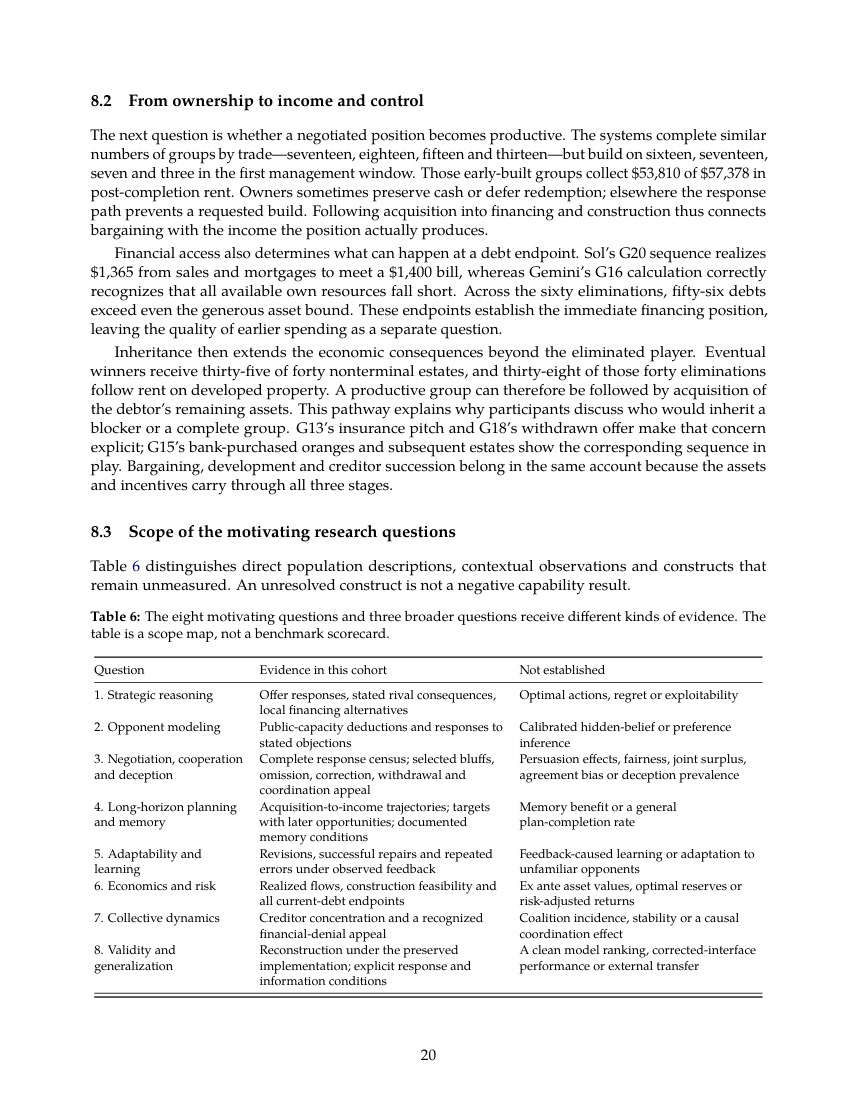 8.2 From ownership to income and control
The next question is whether a negotiated position becomes productive. The systems complete similar
numbers of groups by trade—seventeen, eighteen, fifteen and thirteen—but build on sixteen, seventeen,
seven and three in the first management window. Those early-built groups collect $53,810 of $57,378 in
post-completion rent. Owners sometimes preserve cash or defer redemption; elsewhere the response
path prevents a requested build. Following acquisition into financing and construction thus connects
bargaining with the income the position actually produces.
Financial access also determines what can happen at a debt endpoint. Sol's G20 sequence realizes
$1,365 from sales and mortgages to meet a $1,400 bill, whereas Gemini's G16 calculation correctly
recognizes that all available own resources fall short. Across the sixty eliminations, fifty-six debts
exceed even the generous asset bound. These endpoints establish the immediate financing position,
leaving the quality of earlier spending as a separate question.
Inheritance then extends the economic consequences beyond the eliminated player. Eventual
winners receive thirty-five of forty nonterminal estates, and thirty-eight of those forty eliminations
follow rent on developed property. A productive group can therefore be followed by acquisition of
the debtor's remaining assets. This pathway explains why participants discuss who would inherit a
blocker or a complete group. G13's insurance pitch and G18's withdrawn offer make that concern
explicit; G15's bank-purchased oranges and subsequent estates show the corresponding sequence in
play. Bargaining, development and creditor succession belong in the same account because the assets
and incentives carry through all three stages.
8.3 Scope of the motivating research questions
Table 6 distinguishes direct population descriptions, contextual observations and constructs that
remain unmeasured. An unresolved construct is not a negative capability result.
Table 6: The eight motivating questions and three broader questions receive different kinds of evidence. The
table is a scope map, not a benchmark scorecard.
Question Evidence in this cohort Not established
1. Strategic reasoning Offer responses, stated rival consequences, Optimal actions, regret or exploitability
local financing alternatives
2. Opponent modeling Public-capacity deductions and responses to Calibrated hidden-belief or preference
stated objections inference
3. Negotiation, cooperation Complete response census; selected bluffs, Persuasion effects, fairness, joint surplus,
and deception omission, correction, withdrawal and agreement bias or deception prevalence
coordination appeal
4. Long-horizon planning Acquisition-to-income trajectories; targets Memory benefit or a general
and memory with later opportunities; documented plan-completion rate
memory conditions
5. Adaptability and Revisions, successful repairs and repeated Feedback-caused learning or adaptation to
learning errors under observed feedback unfamiliar opponents
6. Economics and risk Realized flows, construction feasibility and Ex ante asset values, optimal reserves or
all current-debt endpoints risk-adjusted returns
7. Collective dynamics Creditor concentration and a recognized Coalition incidence, stability or a causal
financial-denial appeal coordination effect
8. Validity and Reconstruction under the preserved A clean model ranking, corrected-interface
generalization implementation; explicit response and performance or external transfer
information conditions
20